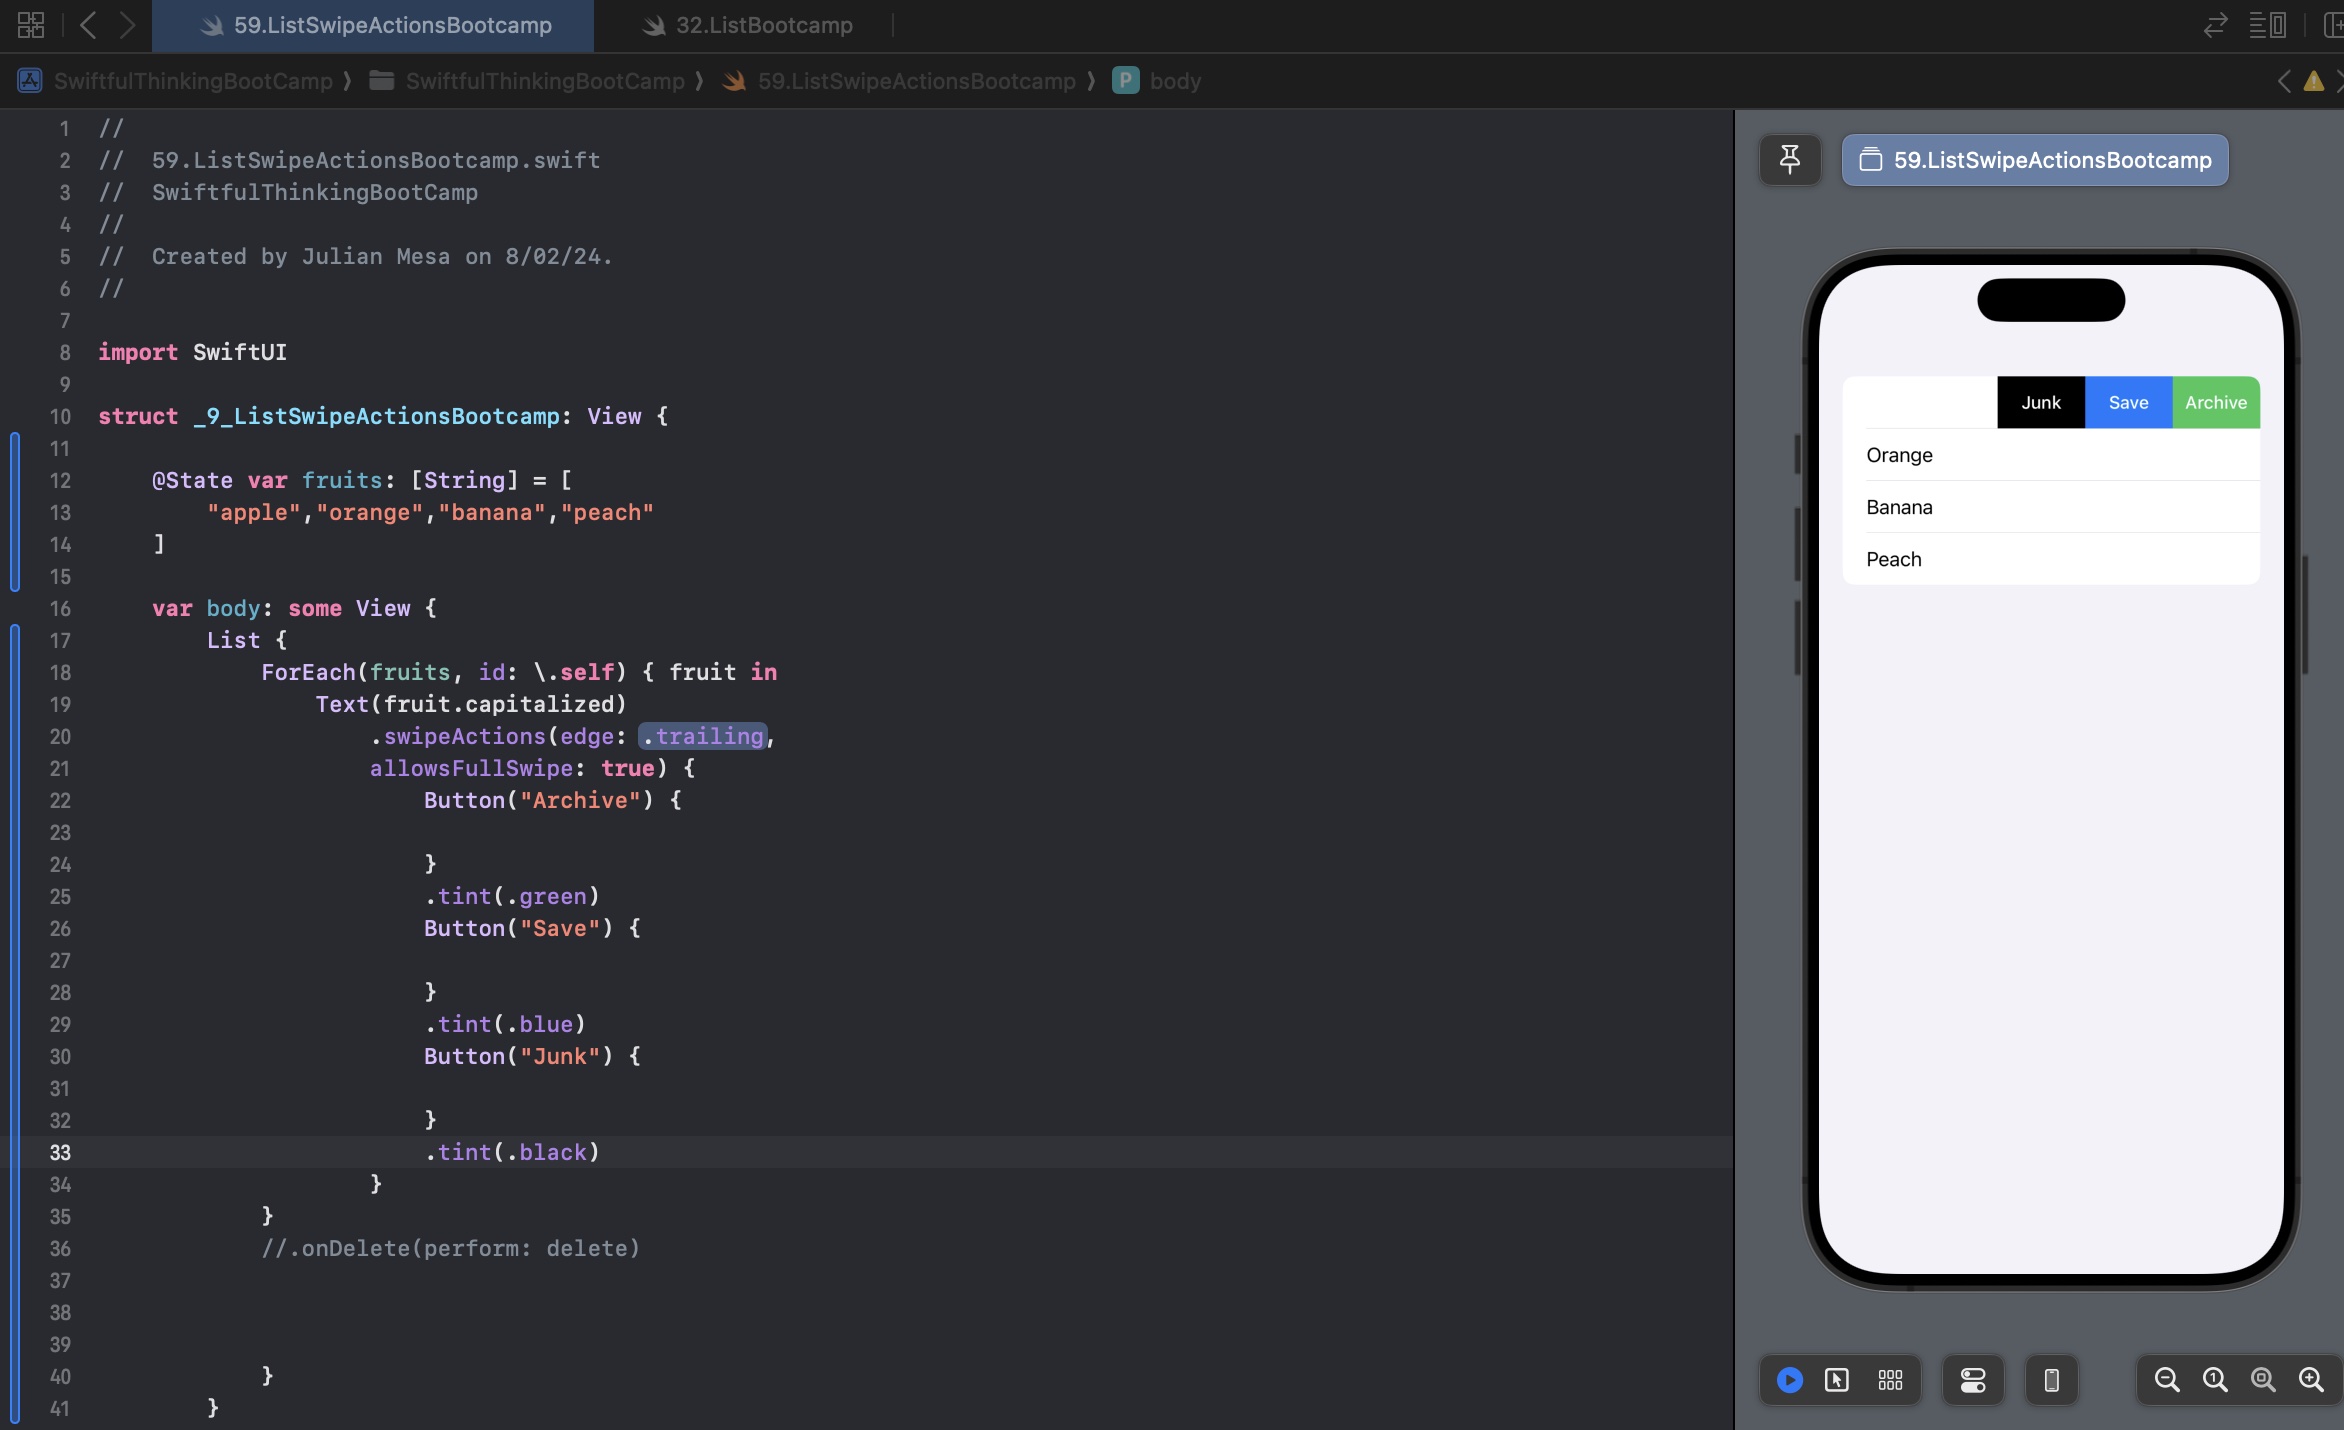 59.ListSwipeActionsBootcamp
32.ListBootcamp
SwiftfulThinkingBootCamp ⟩ SwiftfulThinkingBootCamp ⟩ 59.ListSwipeActionsBootcamp ⟩ P body
1 //
2 //  59.ListSwipeActionsBootcamp.swift
3 //  SwiftfulThinkingBootCamp
4 //
5 //  Created by Julian Mesa on 8/02/24.
6 //
7
8 import SwiftUI
9
10 struct _9_ListSwipeActionsBootcamp: View {
11
12     @State var fruits: [String] = [
13         "apple","orange","banana","peach"
14     ]
15
16     var body: some View {
17         List {
18             ForEach(fruits, id: \.self) { fruit in
19                 Text(fruit.capitalized)
20                     .swipeActions(edge: .trailing,
21                     allowsFullSwipe: true) {
22                         Button("Archive") {
23
24                         }
25                         .tint(.green)
26                         Button("Save") {
27
28                         }
29                         .tint(.blue)
30                         Button("Junk") {
31
32                         }
33                         .tint(.black)
34                     }
35             }
36             //.onDelete(perform: delete)
37
38
39
40             }
41         }
59.ListSwipeActionsBootcamp
Junk Save Archive
Orange
Banana
Peach
1